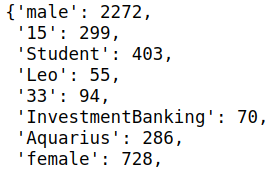 {'male': 2272,
'15': 299,
'Student': 403,
'Leo': 55,
'33': 94,
'InvestmentBanking': 70,
'Aquarius': 286,
'female': 728,